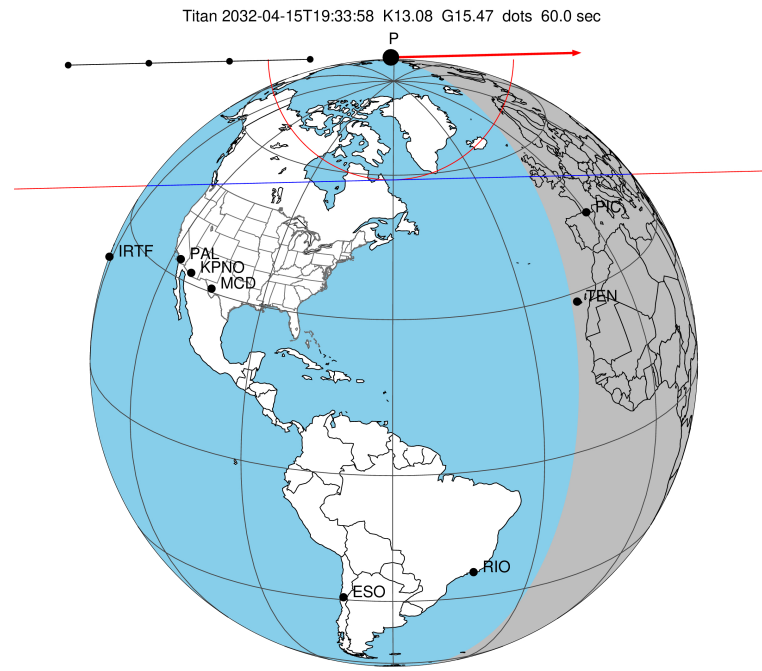 Titan 2032-04-15T19:33:58 K13.08 G15.47 dots 60.0 sec
P
PIC
IRTF
PAL
KPNO
MCD
TEN
RIO
ESO